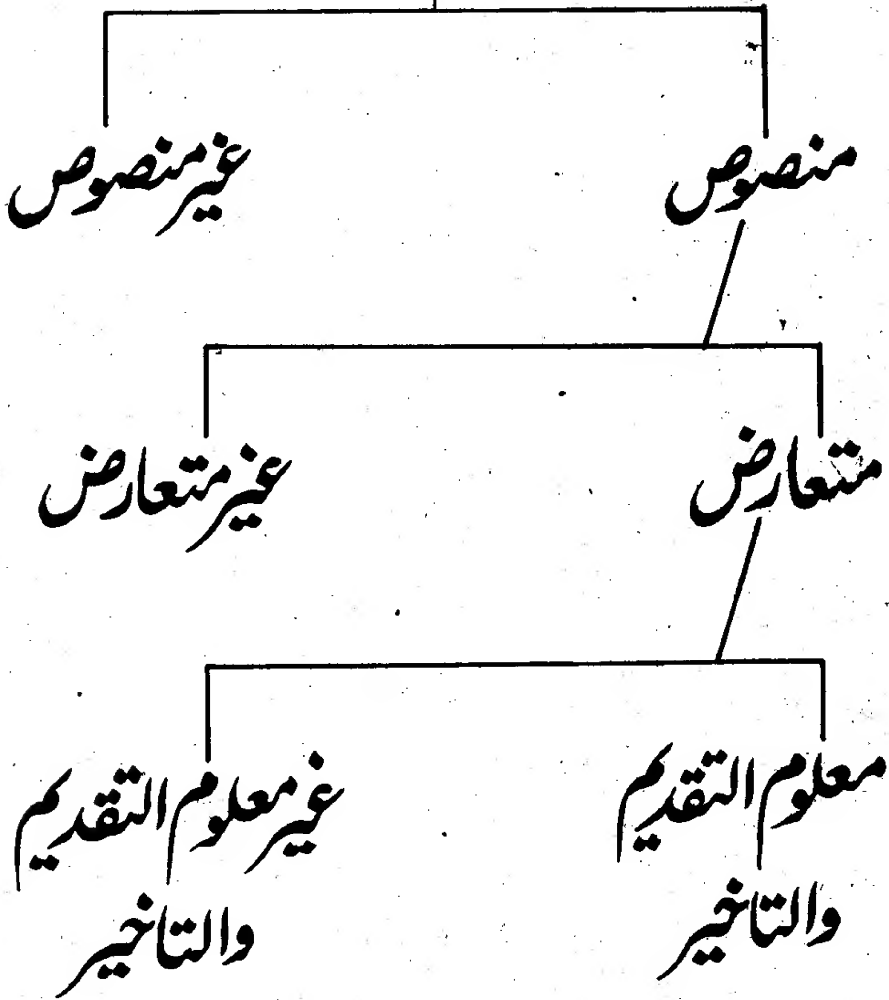 منصوص
غیر منصوص
متعارض
غیر متعارض
معلوم التقدیم
والتاخیر
غیر معلوم التقدیم
والتاخیر